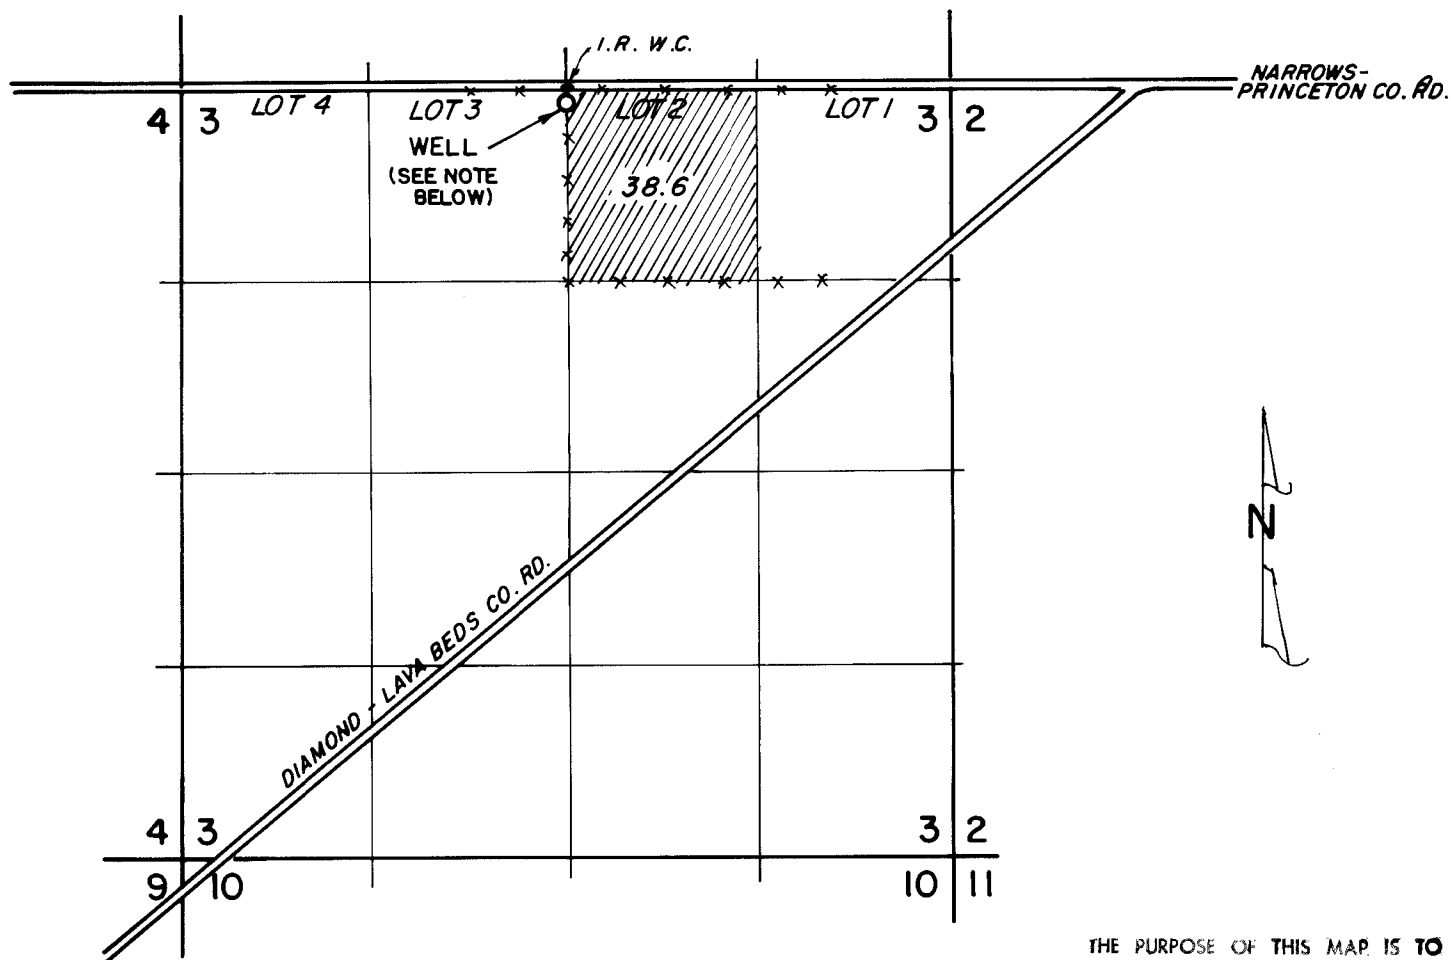 I.R. W.C.
NARROWS-
PRINCETON CO. RD.
LOT 4
LOT 3
LOT 2
LOT 1
4 3
3 2
WELL
(SEE NOTE
BELOW)
38.6
N
DIAMOND - LAVA BEDS CO. RD.
4 3
3 2
9 10
10 11
THE PURPOSE OF THIS MAP IS TO